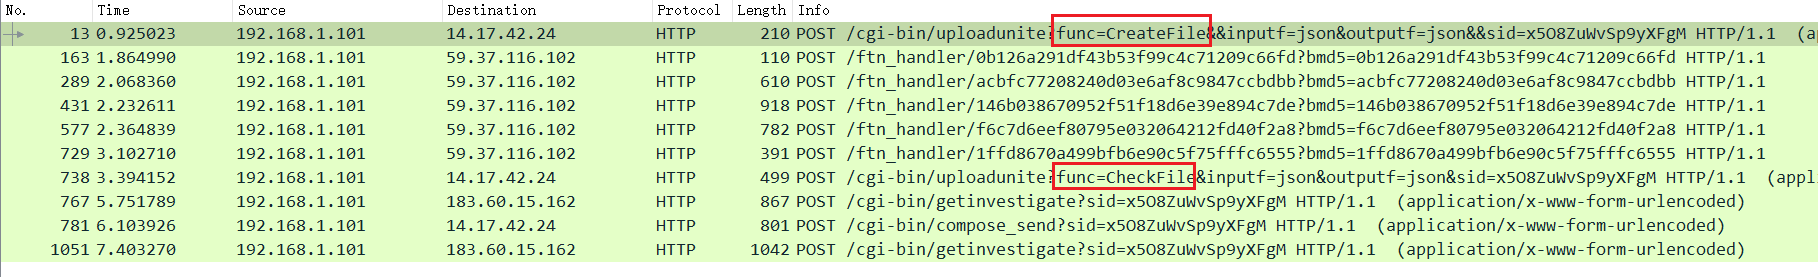 No. Time Source Destination Protocol Length Info
13 0.925023 192.168.1.101 14.17.42.24 HTTP 210 POST /cgi-bin/uploadunite?func=CreateFile&&inputf=json&outputf=json&&sid=x5O8ZuWvSp9yXFgM HTTP/1.1 (ap
163 1.864990 192.168.1.101 59.37.116.102 HTTP 110 POST /ftn_handler/0b126a291df43b53f99c4c71209c66fd?bmd5=0b126a291df43b53f99c4c71209c66fd HTTP/1.1
289 2.068360 192.168.1.101 59.37.116.102 HTTP 610 POST /ftn_handler/acbfc77208240d03e6af8c9847ccbdbb?bmd5=acbfc77208240d03e6af8c9847ccbdbb HTTP/1.1
431 2.232611 192.168.1.101 59.37.116.102 HTTP 918 POST /ftn_handler/146b038670952f51f18d6e39e894c7de?bmd5=146b038670952f51f18d6e39e894c7de HTTP/1.1
577 2.364839 192.168.1.101 59.37.116.102 HTTP 782 POST /ftn_handler/f6c7d6eef80795e032064212fd40f2a8?bmd5=f6c7d6eef80795e032064212fd40f2a8 HTTP/1.1
729 3.102710 192.168.1.101 59.37.116.102 HTTP 391 POST /ftn_handler/1ffd8670a499bfb6e90c5f75fffc6555?bmd5=1ffd8670a499bfb6e90c5f75fffc6555 HTTP/1.1
738 3.394152 192.168.1.101 14.17.42.24 HTTP 499 POST /cgi-bin/uploadunite?func=CheckFile&inputf=json&outputf=json&sid=x5O8ZuWvSp9yXFgM HTTP/1.1 (appli
767 5.751789 192.168.1.101 183.60.15.162 HTTP 867 POST /cgi-bin/getinvestigate?sid=x5O8ZuWvSp9yXFgM HTTP/1.1 (application/x-www-form-urlencoded)
781 6.103926 192.168.1.101 14.17.42.24 HTTP 801 POST /cgi-bin/compose_send?sid=x5O8ZuWvSp9yXFgM HTTP/1.1 (application/x-www-form-urlencoded)
1051 7.403270 192.168.1.101 183.60.15.162 HTTP 1042 POST /cgi-bin/getinvestigate?sid=x5O8ZuWvSp9yXFgM HTTP/1.1 (application/x-www-form-urlencoded)